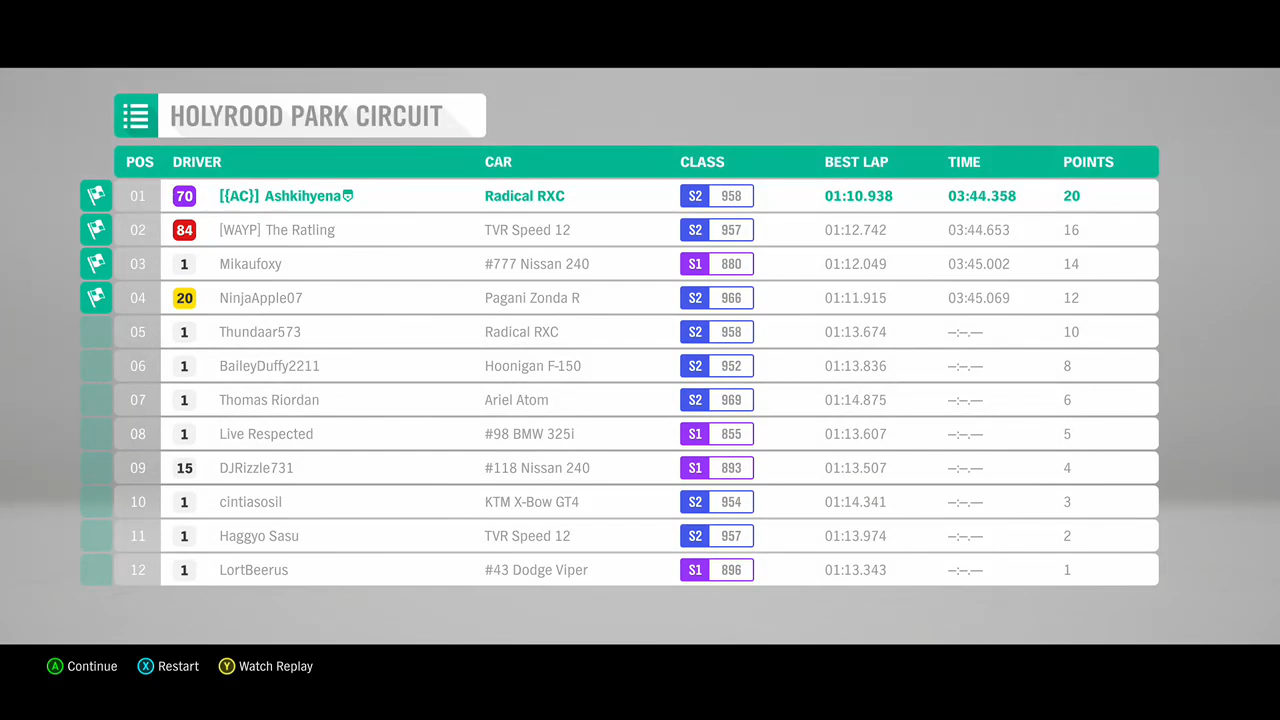 HOLYROOD PARK CIRCUIT
POS DRIVER CAR CLASS BEST LAP TIME POINTS
01 70 [{AC}] Ashkihyena Radical RXC S2 958 01:10.938 03:44.358 20
02 84 [WAYP] The Ratling TVR Speed 12 S2 957 01:12.742 03:44.653 16
03 1 Mikaufoxy #777 Nissan 240 S1 880 01:12.049 03:45.002 14
04 20 NinjaApple07 Pagani Zonda R S2 966 01:11.915 03:45.069 12
05 1 Thundaar573 Radical RXC S2 958 01:13.674 –:–.— 10
06 1 BaileyDuffy2211 Hoonigan F-150 S2 952 01:13.836 –:–.— 8
07 1 Thomas Riordan Ariel Atom S2 969 01:14.875 –:–.— 6
08 1 Live Respected #98 BMW 325i S1 855 01:13.607 –:–.— 5
09 15 DJRizzle731 #118 Nissan 240 S1 893 01:13.507 –:–.— 4
10 1 cintiasosil KTM X-Bow GT4 S2 954 01:14.341 –:–.— 3
11 1 Haggyo Sasu TVR Speed 12 S2 957 01:13.974 –:–.— 2
12 1 LortBeerus #43 Dodge Viper S1 896 01:13.343 –:–.— 1
A Continue X Restart Y Watch Replay